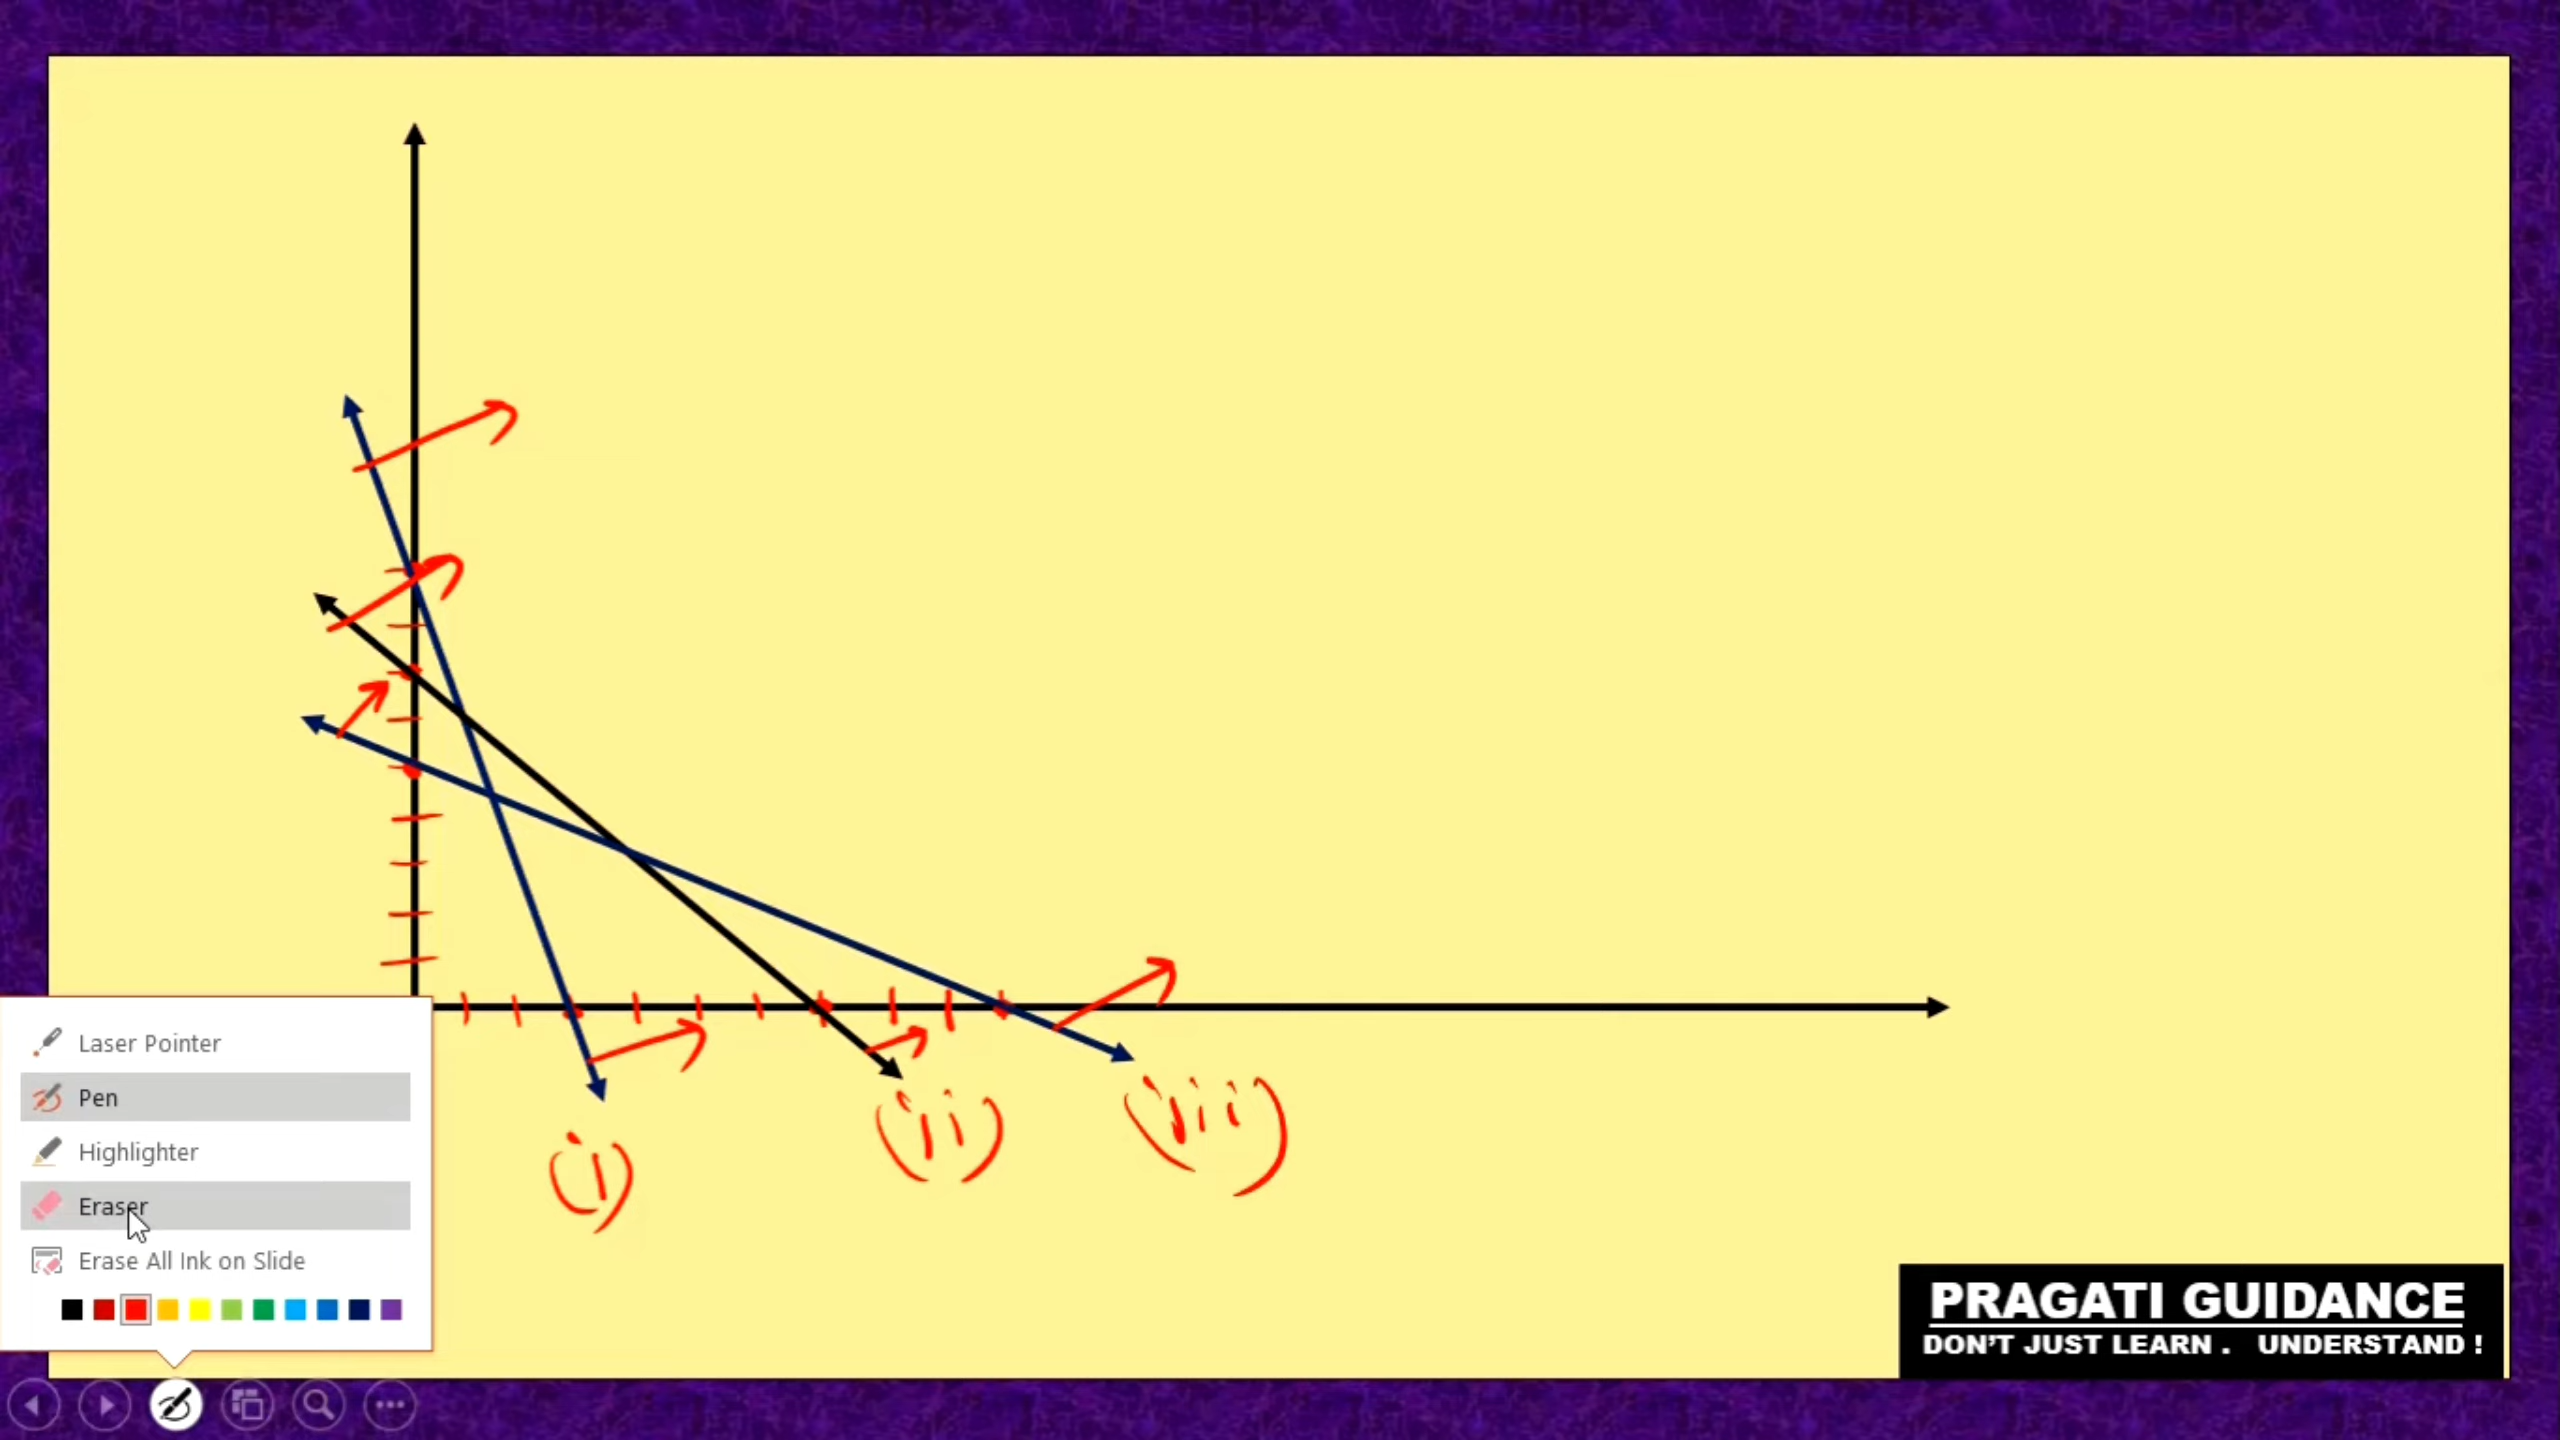 (i)
(ii)
(iii)
Laser Pointer
Pen
Highlighter
Eraser
Erase All Ink on Slide
PRAGATI GUIDANCE
DON'T JUST LEARN . UNDERSTAND !